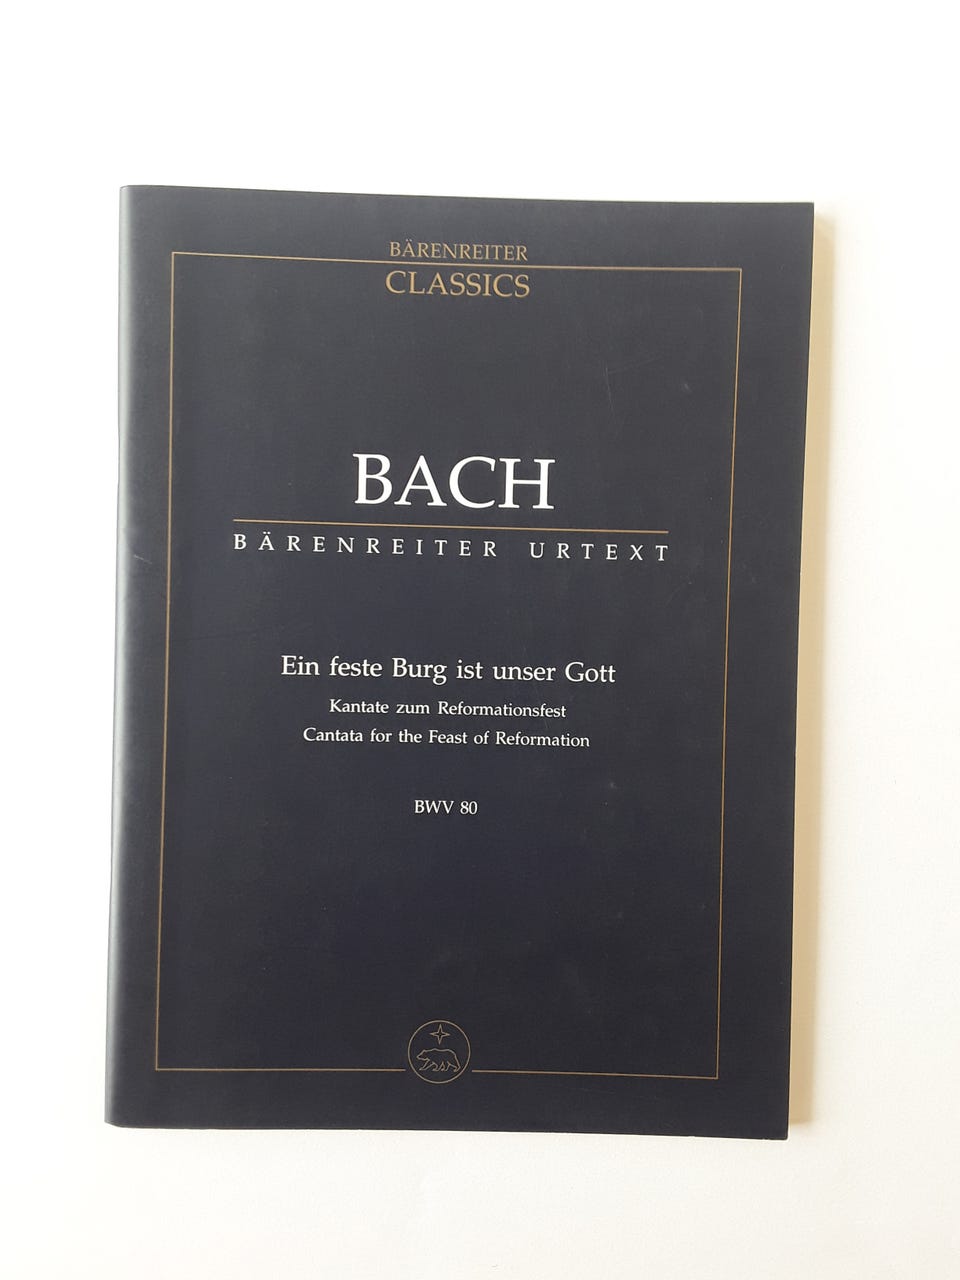 BÄRENREITER
CLASSICS
BACH
BÄRENREITER URTEXT
Ein feste Burg ist unser Gott
Kantate zum Reformationsfest
Cantata for the Feast of Reformation
BWV 80